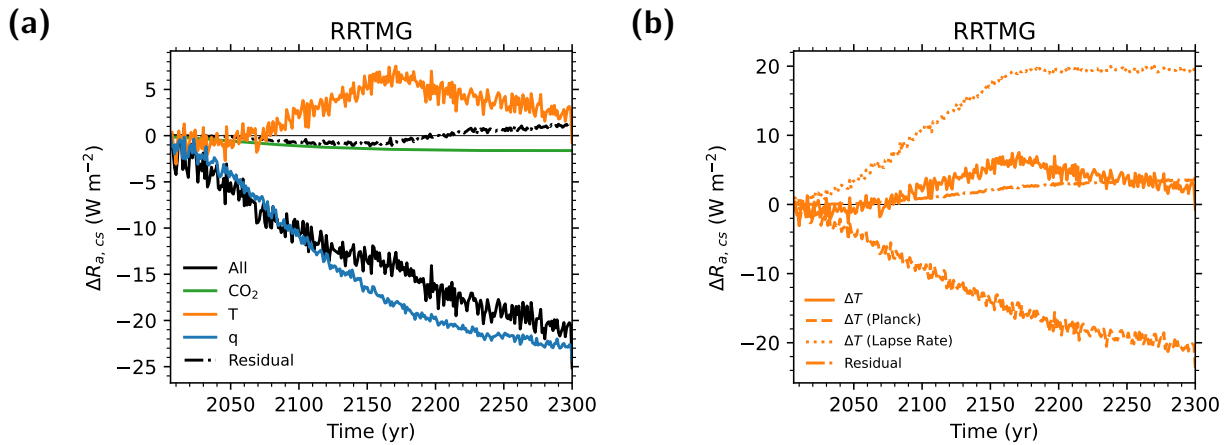 (a)
RRTMG
ΔR_{a, cs} (W m⁻²)
5
0
−5
−10
−15
−20
−25
All
CO₂
T
q
Residual
2050
2100
2150
2200
2250
2300
Time (yr)
(b)
RRTMG
ΔR_{a, cs} (W m⁻²)
20
10
0
−10
−20
ΔT
ΔT (Planck)
ΔT (Lapse Rate)
Residual
2050
2100
2150
2200
2250
2300
Time (yr)